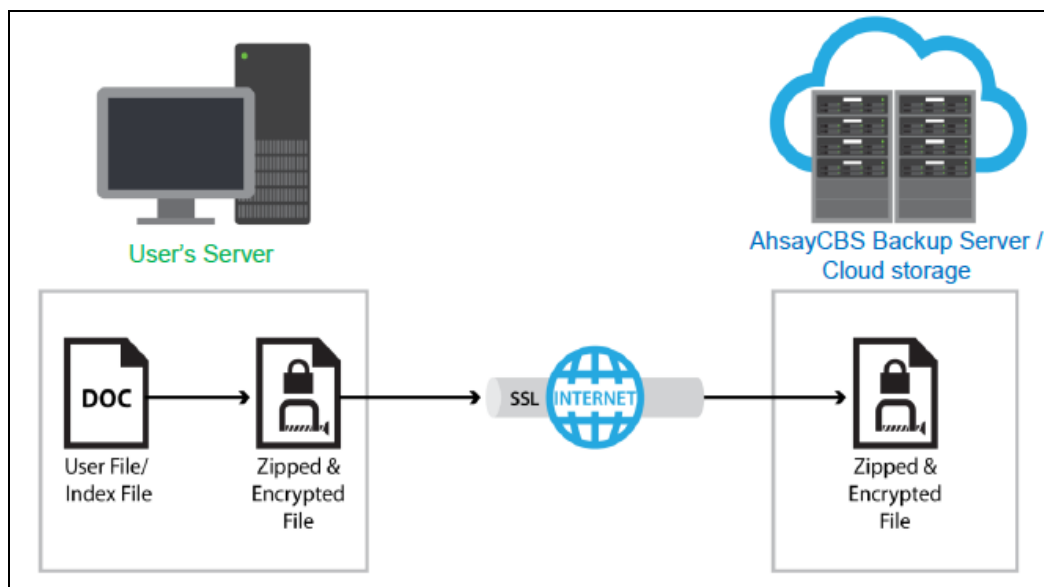 User's Server
AhsayCBS Backup Server /
Cloud storage
DOC
User File/
Index File
Zipped &
Encrypted
File
SSL
INTERNET
Zipped &
Encrypted
File